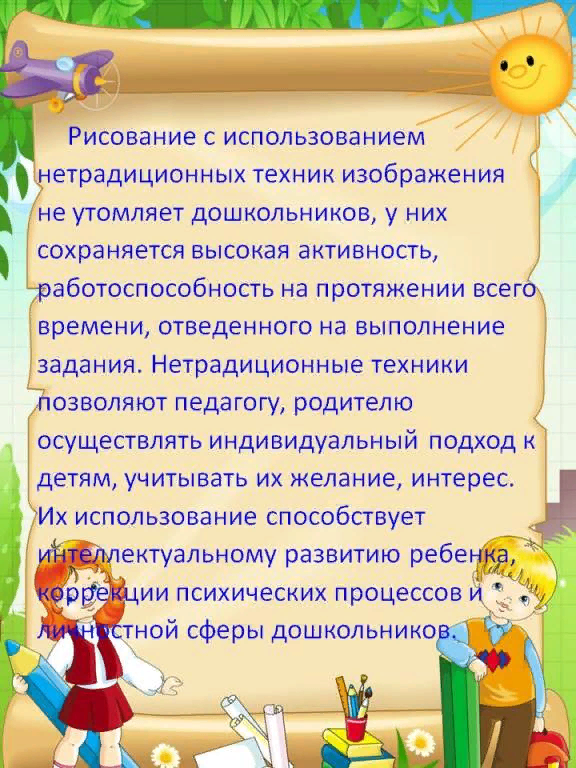 Рисование с использованием
нетрадиционных техник изображения
не утомляет дошкольников, у них
сохраняется высокая активность,
работоспособность на протяжении всего
времени, отведенного на выполнение
задания. Нетрадиционные техники
позволяют педагогу, родителю
осуществлять индивидуальный подход к
детям, учитывать их желание, интерес.
Их использование способствует
интеллектуальному развитию ребенка,
коррекции психических процессов и
личностной сферы дошкольников.